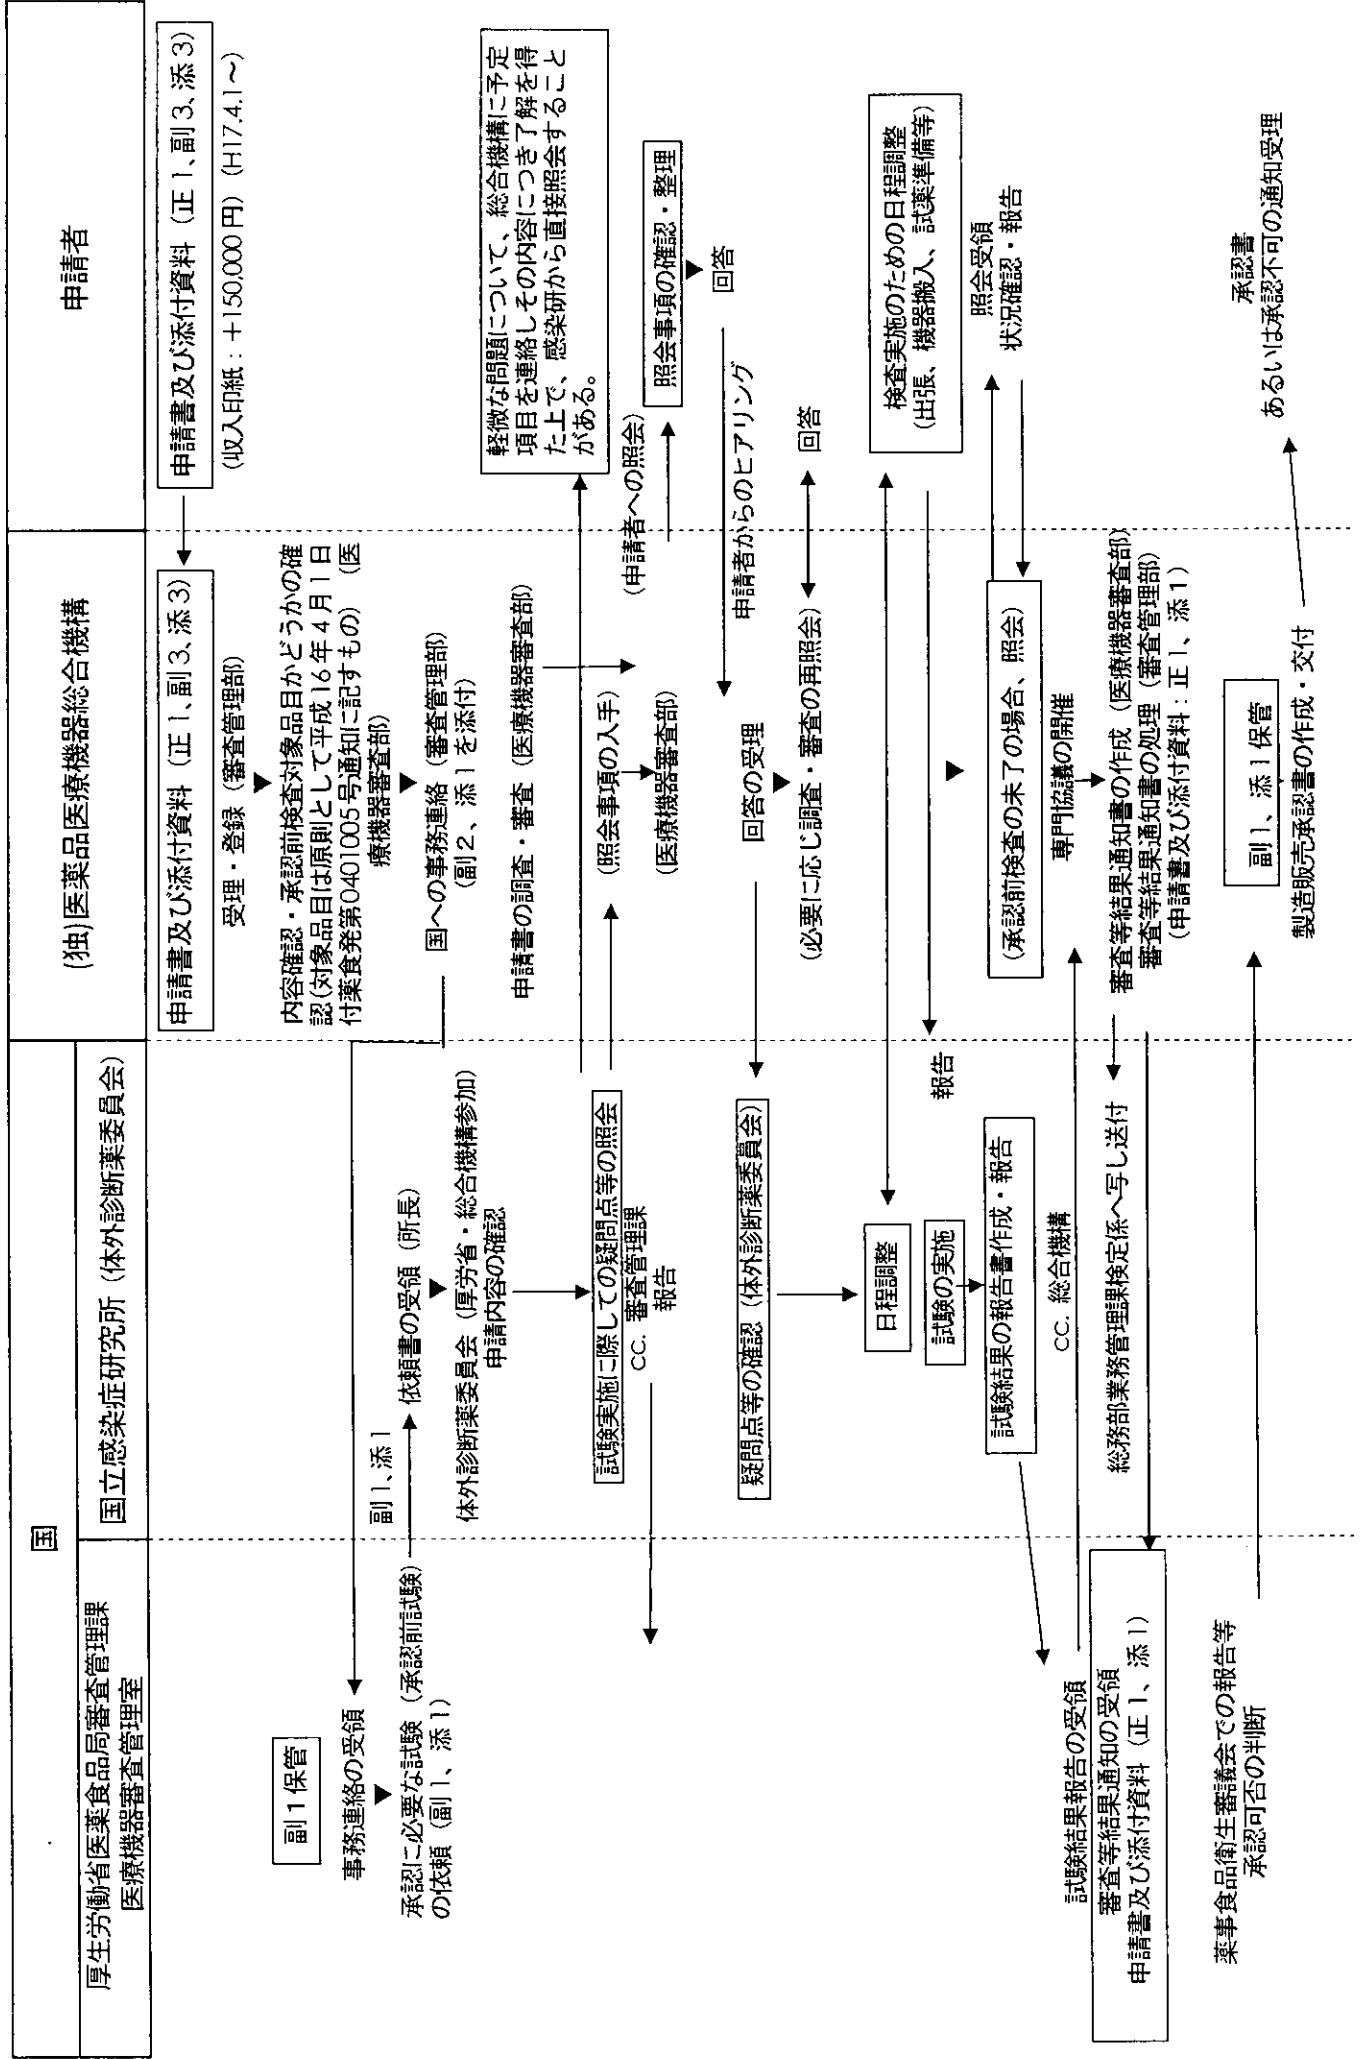 国
厚生労働省医薬食品局審査管理課
医療機器審査管理室
国立感染症研究所（体外診断薬委員会）
(独)医薬品医療機器総合機構
申請者
申請書及び添付資料（正1、副3、添3）
（収入印紙：＋150,000円）（H17.4.1～）
申請書及び添付資料（正1、副3、添3）
受理・登録（審査管理部）
内容確認・承認前検査対象品目かどうかの確
認(対象品目は原則として平成16年4月1日
付薬食発第0401005号通知に記すもの）（医
療機器審査部）
国への事務連絡（審査管理部）
（副2、添1を添付）
副1保管
事務連絡の受領
承認に必要な試験（承認前試験）
の依頼（副1、添1）
副1、添1
依頼書の受領（所長）
体外診断薬委員会（厚労省・総合機構参加）
申請内容の確認
申請書の調査・審査（医療機器審査部）
軽微な問題について、総合機構に予定
項目を連絡しその内容につき了解を得
た上で、感染研から直接照会すること
がある。
試験実施に際しての疑問点等の照会
CC. 審査管理課
報告
（照会事項の入手）
（医療機器審査部）
（申請者への照会）
照会事項の確認・整理
回答
申請者からのヒアリング
回答の受理
疑問点等の確認（体外診断薬委員会）
（必要に応じ調査・審査の再照会）
回答
日程調整
検査実施のための日程調整
（出張、機器搬入、試薬準備等）
試験の実施
報告
試験結果の報告書作成・報告
CC. 総合機構
（承認前検査の未了の場合、照会）
照会受領
状況確認・報告
専門協議の開催
試験結果報告の受領
審査等結果通知書の作成（医療機器審査部）
審査等結果通知書の処理（審査管理部）
（申請書及び添付資料：正1、添1）
総務部業務管理課検定係へ写し送付
審査等結果通知の受領
申請書及び添付資料（正1、添1）
薬事食品衛生審議会での報告等
承認可否の判断
副1、添1保管
製造販売承認書の作成・交付
承認書
あるいは承認不可の通知受理